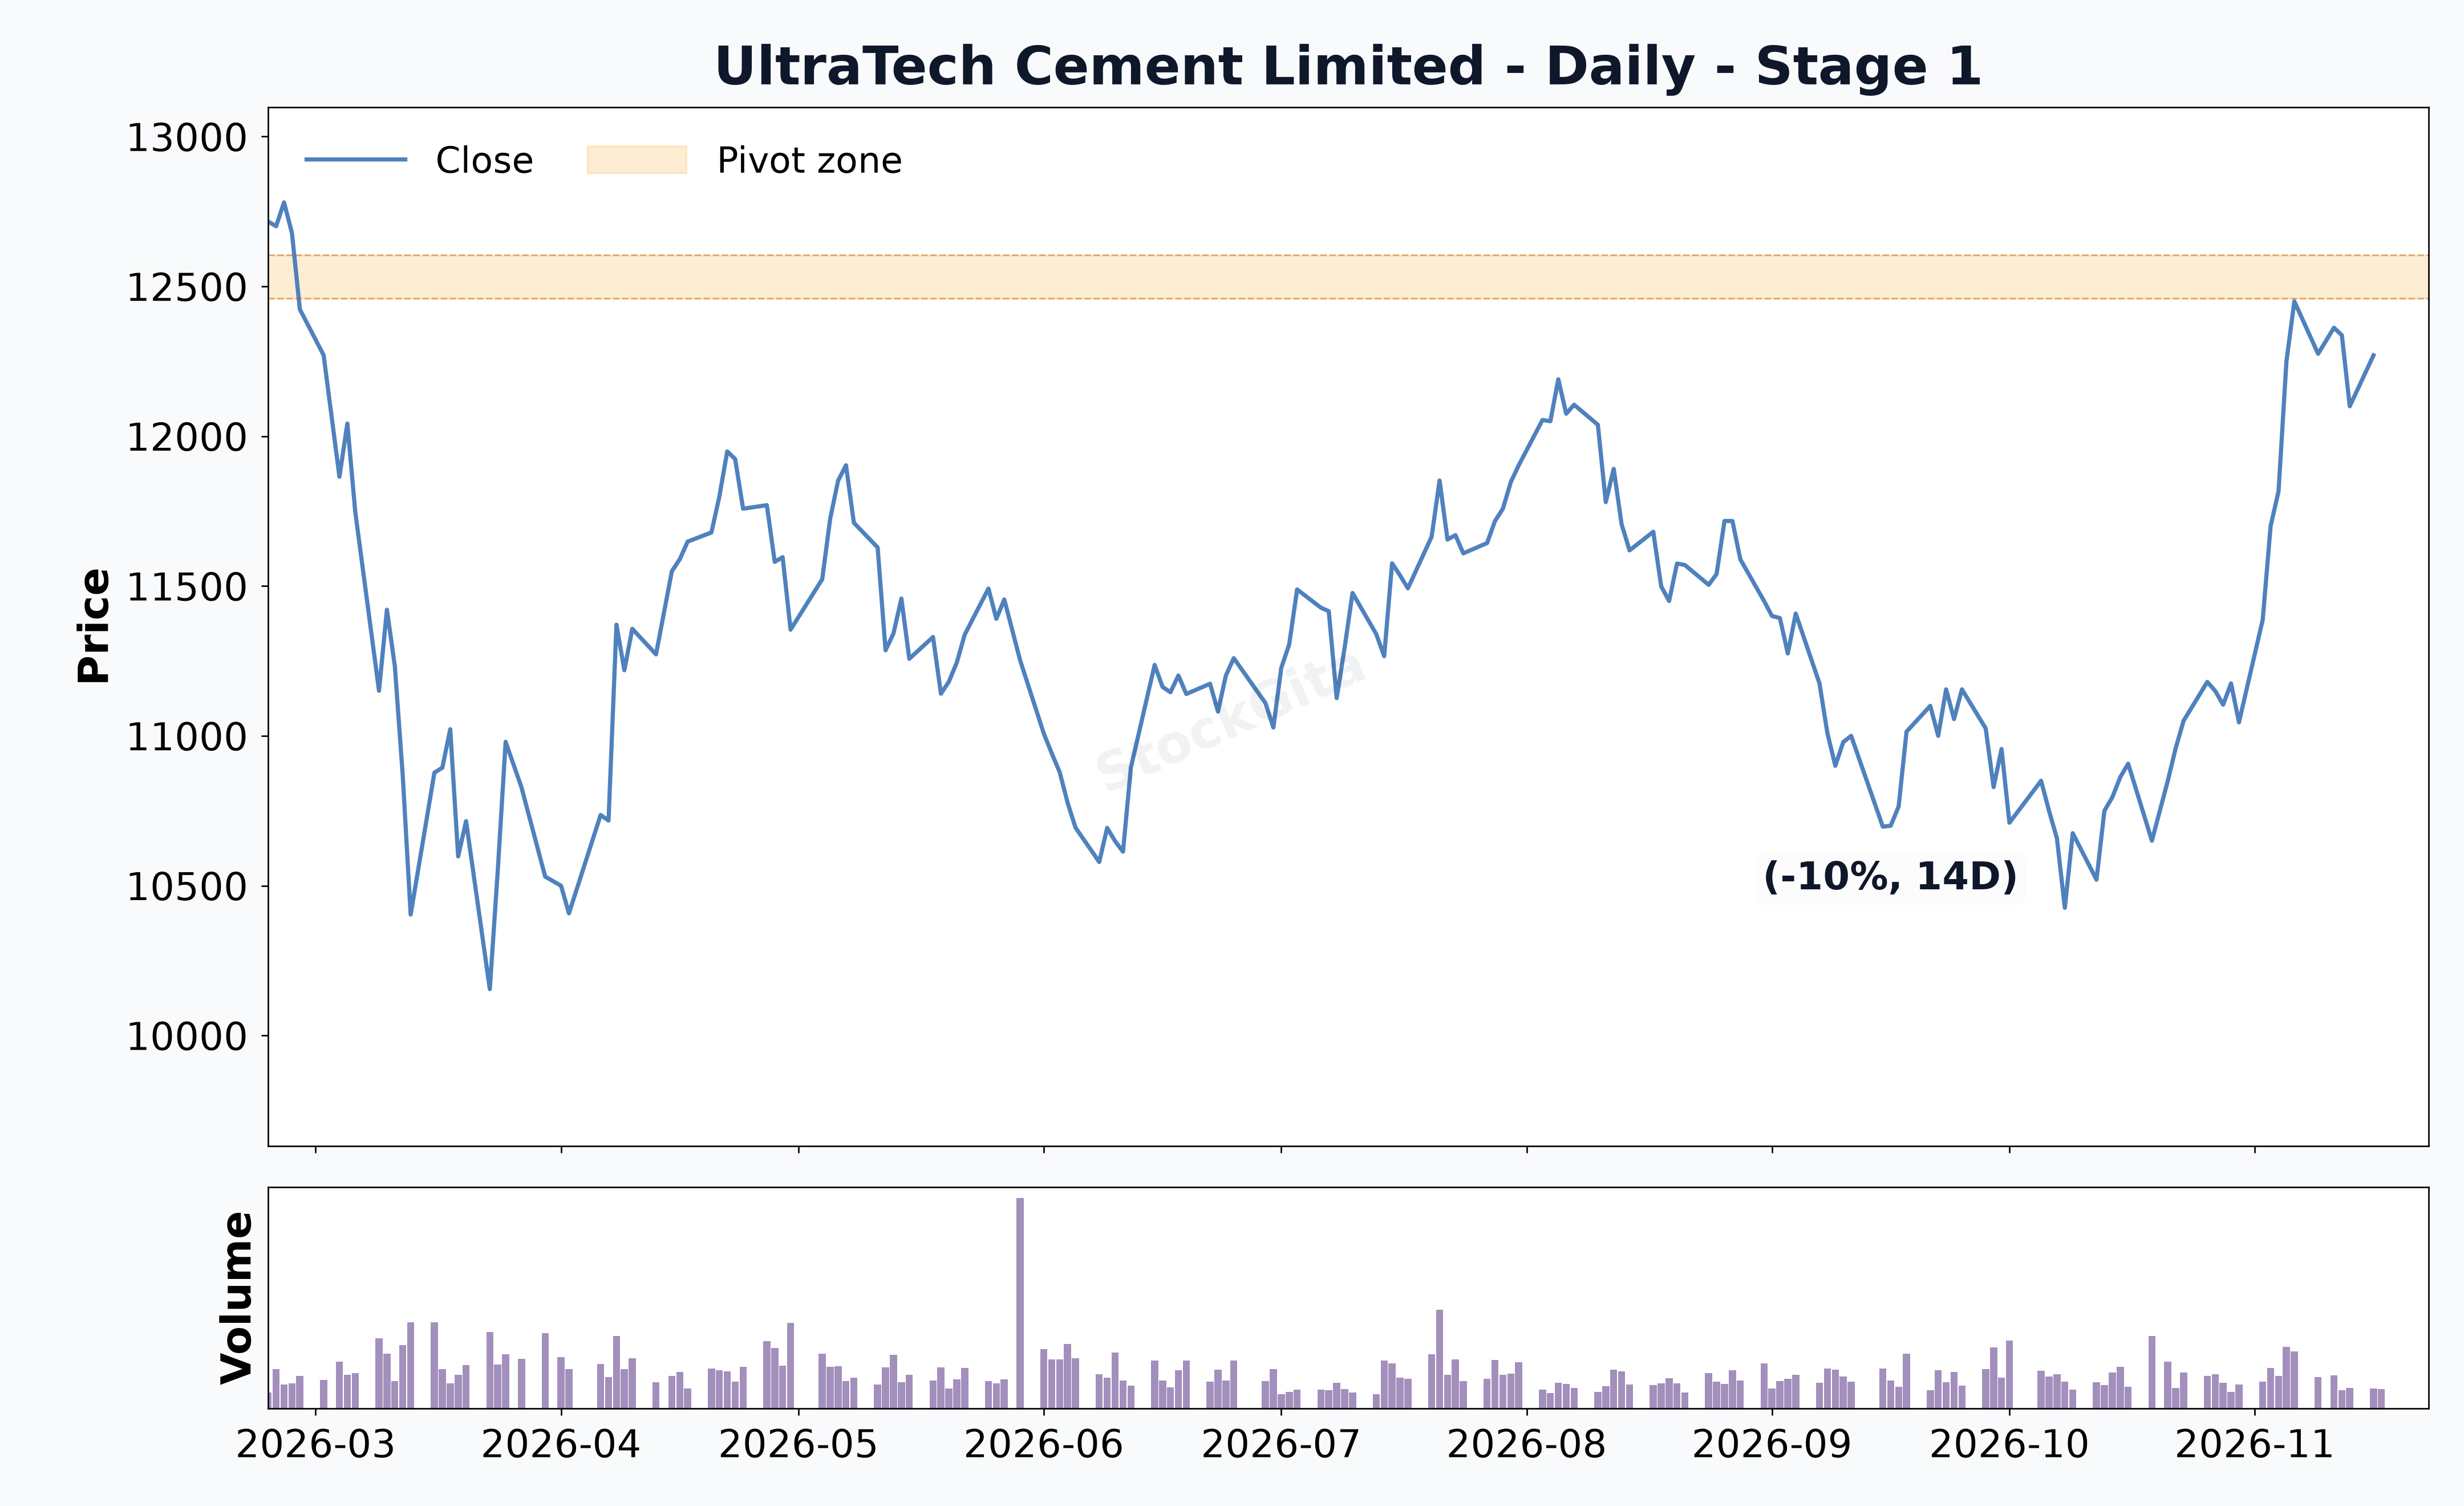 UltraTech Cement Limited - Daily - Stage 1
Close
Pivot zone
13000
12500
12000
11500
11000
10500
10000
Price
StockGita
(-10%, 14D)
Volume
2026-03
2026-04
2026-05
2026-06
2026-07
2026-08
2026-09
2026-10
2026-11